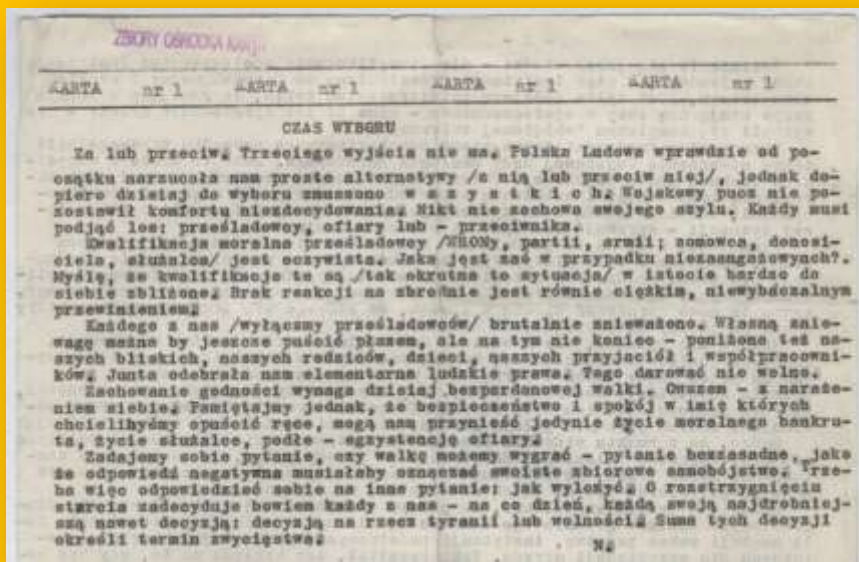 ZBIORY OŚRODKA KARTA
KARTA nr 1 KARTA nr 1 KARTA nr 1 KARTA nr 1
CZAS WYBORU
Za lub przeciw. Trzeciego wyjścia nie ma. Polska Ludowa wprawdzie od po-
czątku narzucała nam proste alternatywy /z nią lub przeciw niej/, jednak do-
piero dzisiaj do wyboru zmuszono w s z y s t k i c h. Wojskowy pucz nie po-
zostawił komfortu niezdecydowania. Nikt nie zachowa swojego azylu. Każdy musi
podjąć los: prześladowcy, ofiary lub - przeciwnika.
Kwalifikacja moralna prześladowcy /WRONy, partii, armii; zomowca, donosi-
ciela, służalca/ jest oczywista. Jaka jest zaś w przypadku niezaangażowanych?.
Myślę, że kwalifikacje te są /tak okrutna to sytuacja/ w istocie bardzo do
siebie zbliżone. Brak reakcji na zbrodnie jest równie ciężkim, niewybaczalnym
przewinieniem.
Każdego z nas /wyłączmy prześladowców/ brutalnie znieważono. Własną znie-
wagę można by jeszcze puścić płazem, ale na tym nie koniec - poniżono też na-
szych bliskich, naszych rodziców, dzieci, naszych przyjaciół i współpracowni-
ków. Junta odebrała nam elementarne ludzkie prawa. Tego darować nie wolno.
Zachowanie godności wymaga dzisiaj bezpardonowej walki. Owszem - z naraże-
niem siebie. Pamiętajmy jednak, że bezpieczeństwo i spokój w imię których
chcielibyśmy opuścić ręce, mogą nam przynieść jedynie życie moralnego bankru-
ta, życie służalce, podłe - egzystencję ofiary.
Zadajemy sobie pytanie, czy walkę możemy wygrać - pytanie bezzasadne, jako
że odpowiedź negatywna musiałaby oznaczać swoiste zbiorowe samobójstwo. Trze-
ba więc odpowiedzieć sobie na inne pytanie: jak wyłożyć. O rozstrzygnięciu
starcia zadecyduje bowiem każdy z nas - na co dzień, każdą swoją najdrobniej-
szą nawet decyzją: decyzją na rzecz tyranii lub wolności. Suma tych decyzji
określi termin zwycięstwa.
N.